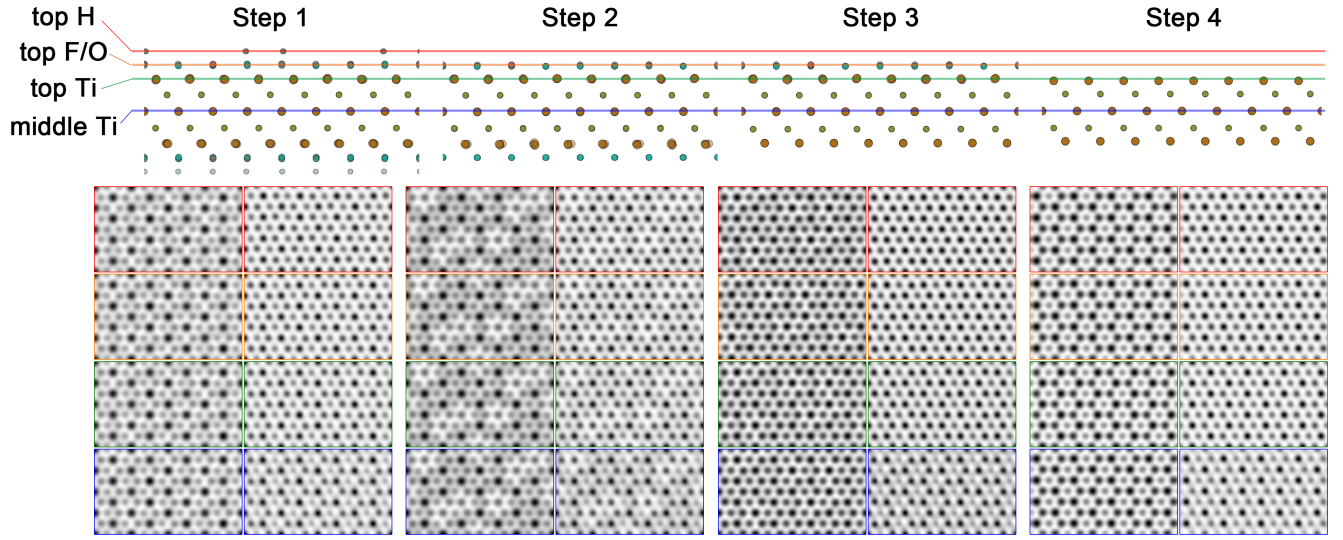 top H
Step 1
Step 2
Step 3
Step 4
top F/O
top Ti
middle Ti